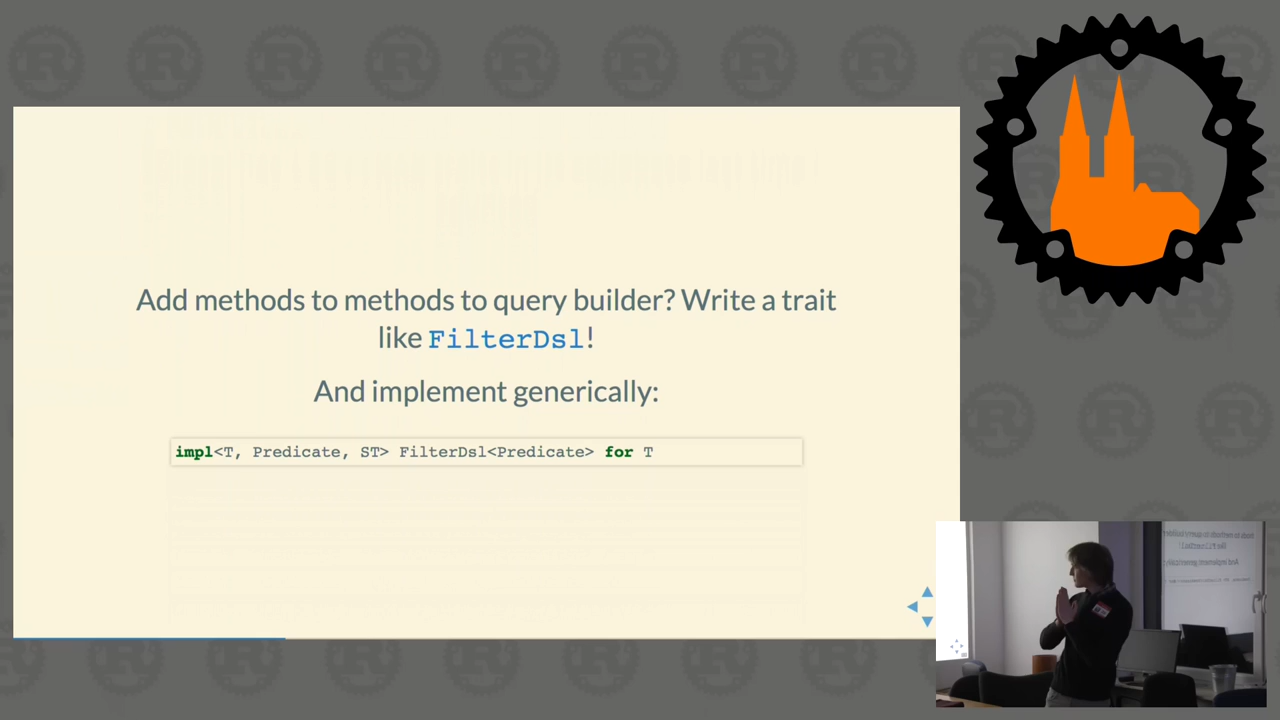 Add methods to methods to query builder? Write a trait
like FilterDsl!
And implement generically:
impl<T, Predicate, ST> FilterDsl<Predicate> for T